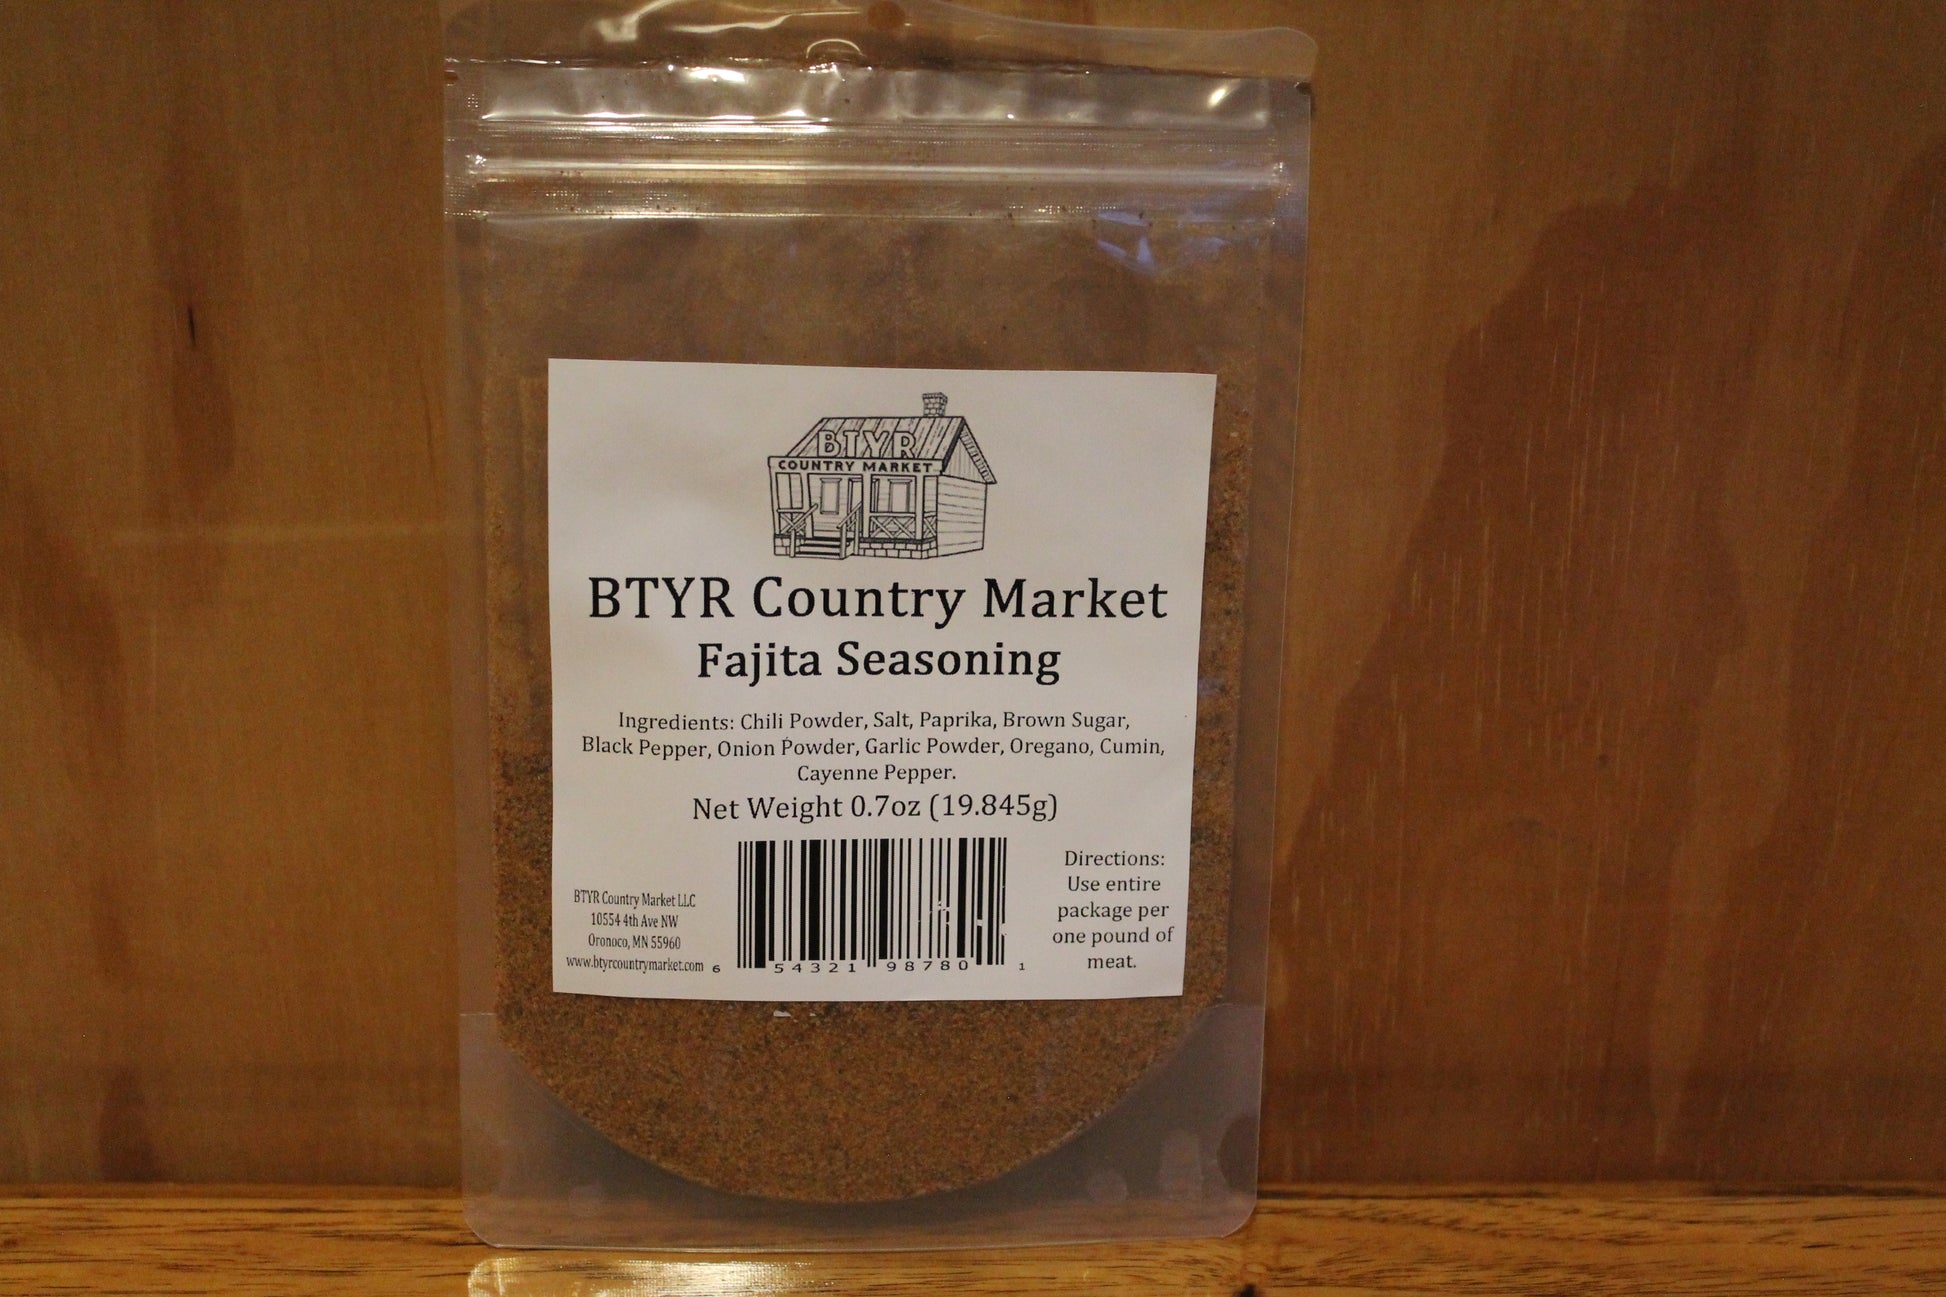 BTYR
COUNTRY MARKET
BTYR Country Market
Fajita Seasoning
Ingredients: Chili Powder, Salt, Paprika, Brown Sugar,
Black Pepper, Onion Powder, Garlic Powder, Oregano, Cumin,
Cayenne Pepper.
Net Weight 0.7oz (19.845g)
BTYR Country Market LLC
10554 4th Ave NW
Oronoco, MN 55960
www.btyrcountrymarket.com
6 54321 98780 1
Directions:
Use entire
package per
one pound of
meat.